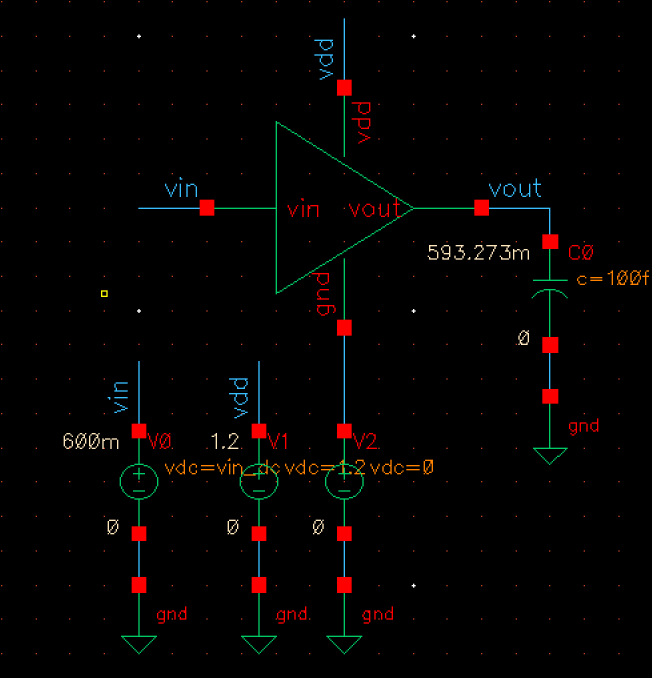 vdd
vdd
vin
vin
vout
vout
593.273m
C0
c=100f
gnd
0
gnd
vin
vdd
600m
V0
1.2
V1
V2
vdc=vin_dc
vdc=1.2
vdc=0
0
0
0
gnd
gnd
gnd